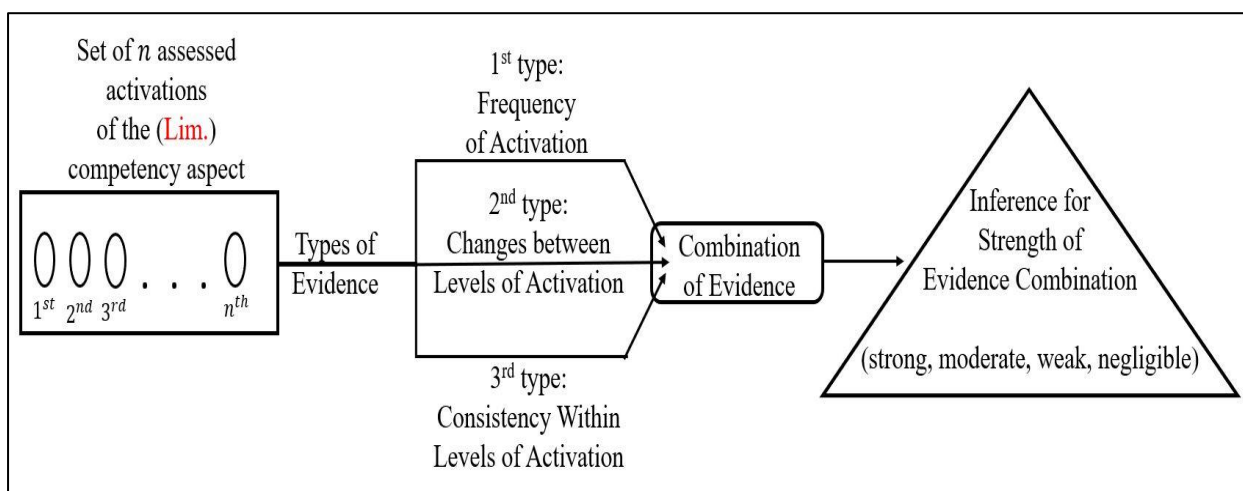 Set of n assessed
activations
of the (Lim.)
competency aspect
1st 2nd 3rd . . . nth
Types of
Evidence
1st type:
Frequency
of Activation
2nd type:
Changes between
Levels of Activation
3rd type:
Consistency Within
Levels of Activation
Combination
of Evidence
Inference for
Strength of
Evidence Combination
(strong, moderate, weak, negligible)